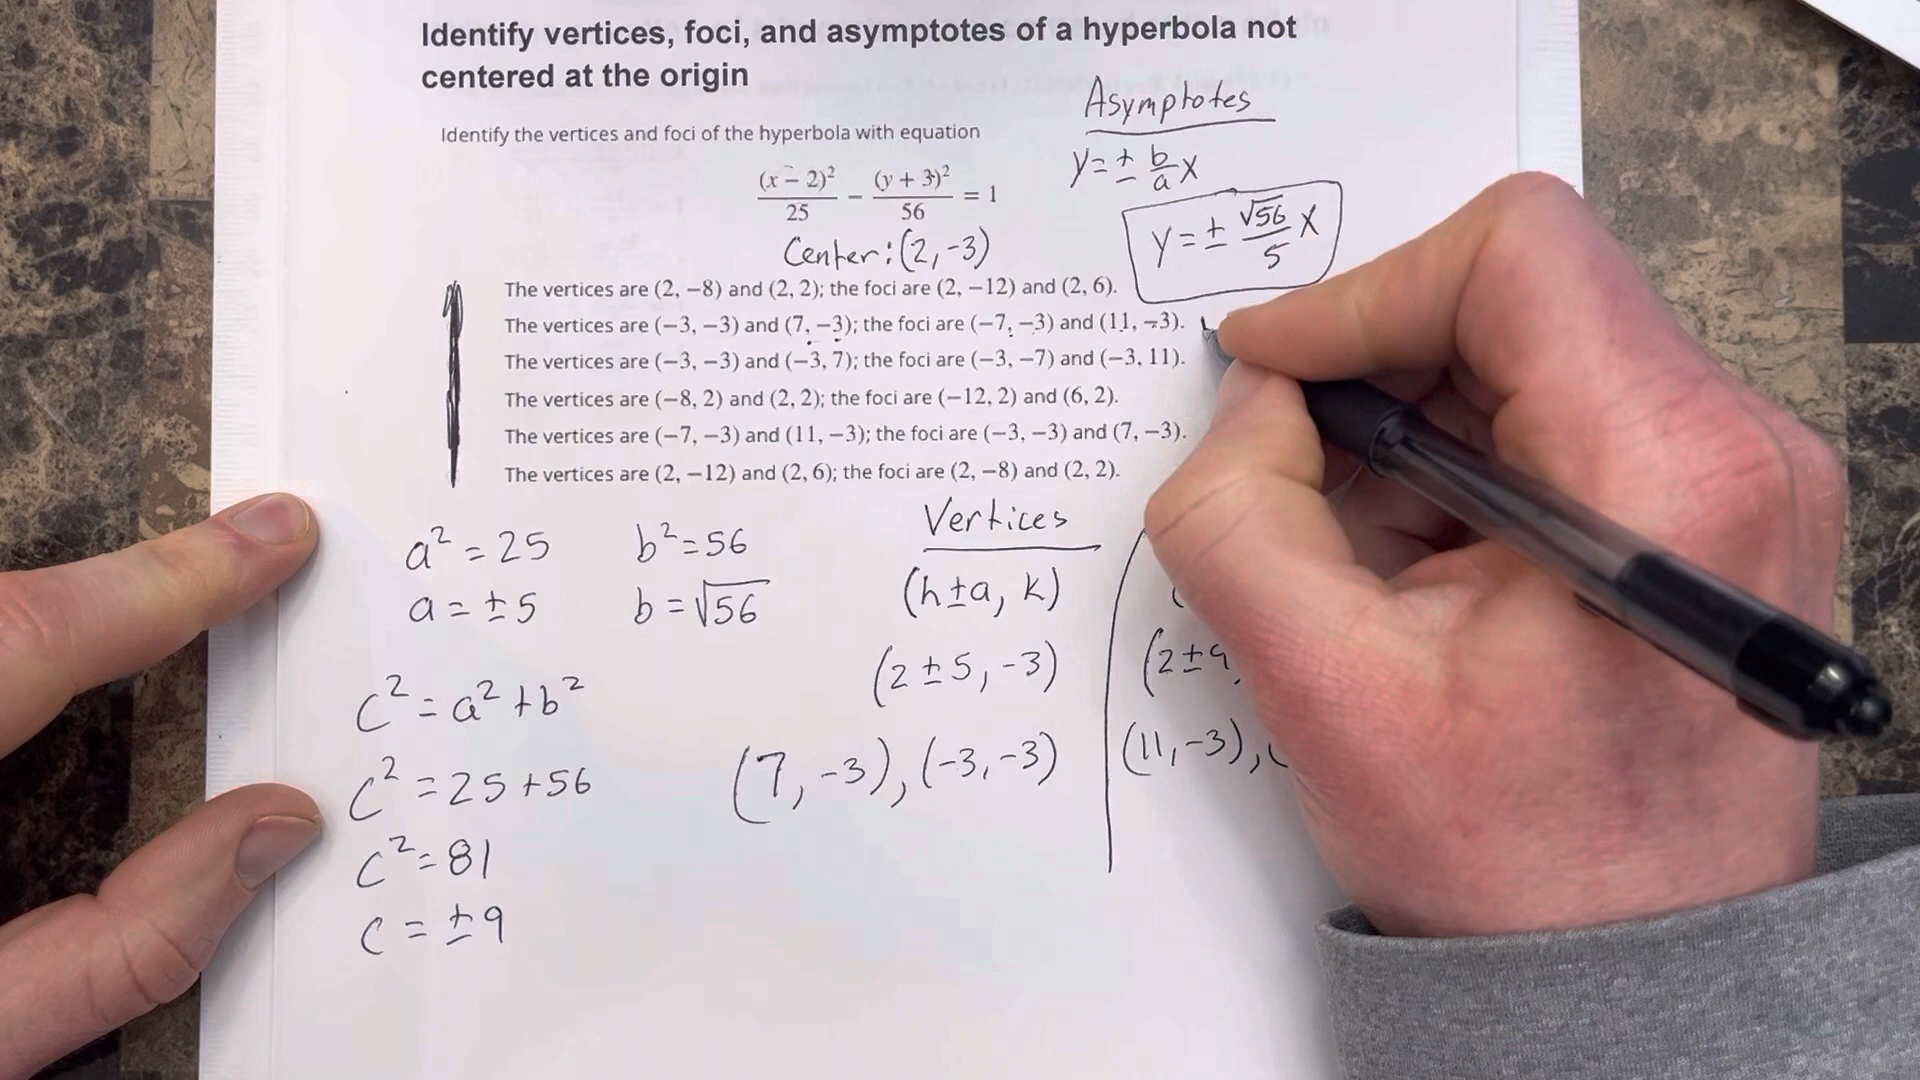 Identify vertices, foci, and asymptotes of a hyperbola not
centered at the origin
Identify the vertices and foci of the hyperbola with equation
(x − 2)²/25 − (y + 3)²/56 = 1
Center: (2, -3)
Asymptotes
y = ± b/a x
y = ± √56/5 x
The vertices are (2, −8) and (2, 2); the foci are (2, −12) and (2, 6).
The vertices are (−3, −3) and (7, −3); the foci are (−7, −3) and (11, −3).
The vertices are (−3, −3) and (−3, 7); the foci are (−3, −7) and (−3, 11).
The vertices are (−8, 2) and (2, 2); the foci are (−12, 2) and (6, 2).
The vertices are (−7, −3) and (11, −3); the foci are (−3, −3) and (7, −3).
The vertices are (2, −12) and (2, 6); the foci are (2, −8) and (2, 2).
a² = 25
a = ±5
b² = 56
b = √56
c² = a² + b²
c² = 25 + 56
c² = 81
c = ±9
Vertices
(h±a, k)
(2 ± 5, -3)
(7, -3), (-3, -3)
(2±9,
(11, -3),